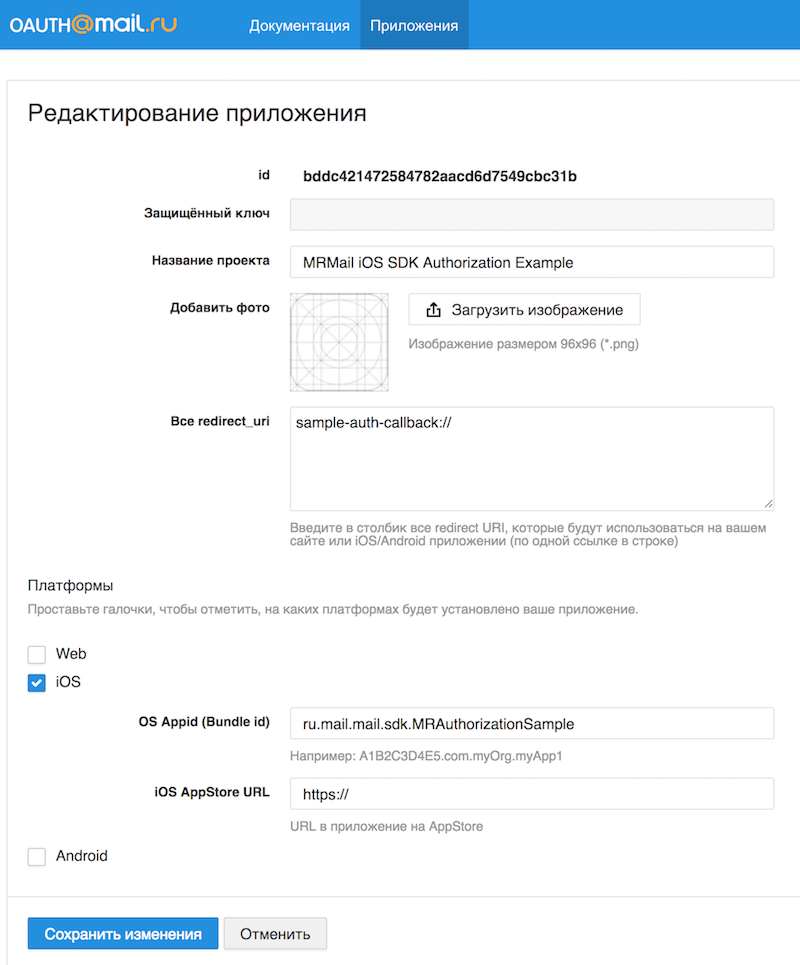 OAUTH@mail.ru
Документация
Приложения
Редактирование приложения
id
bddc421472584782aacd6d7549cbc31b
Защищённый ключ
Название проекта
MRMail iOS SDK Authorization Example
Добавить фото
Загрузить изображение
Изображение размером 96x96 (*.png)
Все redirect_uri
sample-auth-callback://
Введите в столбик все redirect URI, которые будут использоваться на вашем
сайте или iOS/Android приложении (по одной ссылке в строке)
Платформы
Проставьте галочки, чтобы отметить, на каких платформах будет установлено ваше приложение.
Web
iOS
OS Appid (Bundle id)
ru.mail.mail.sdk.MRAuthorizationSample
Например: A1B2C3D4E5.com.myOrg.myApp1
iOS AppStore URL
https://
URL в приложение на AppStore
Android
Сохранить изменения
Отменить